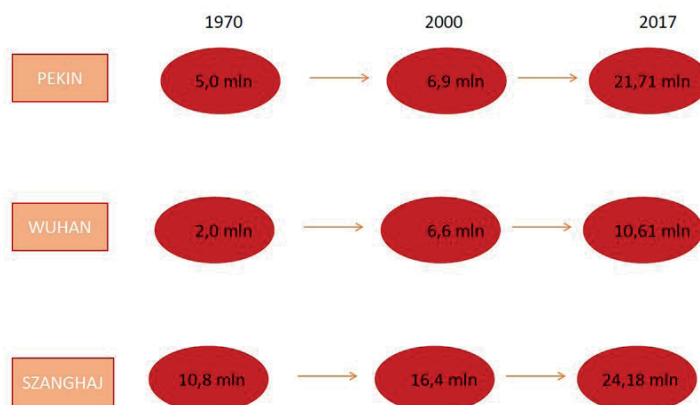 1970 2000 2017
PEKIN 5,0 mln 6,9 mln 21,71 mln
WUHAN 2,0 mln 6,6 mln 10,61 mln
SZANGHAJ 10,8 mln 16,4 mln 24,18 mln